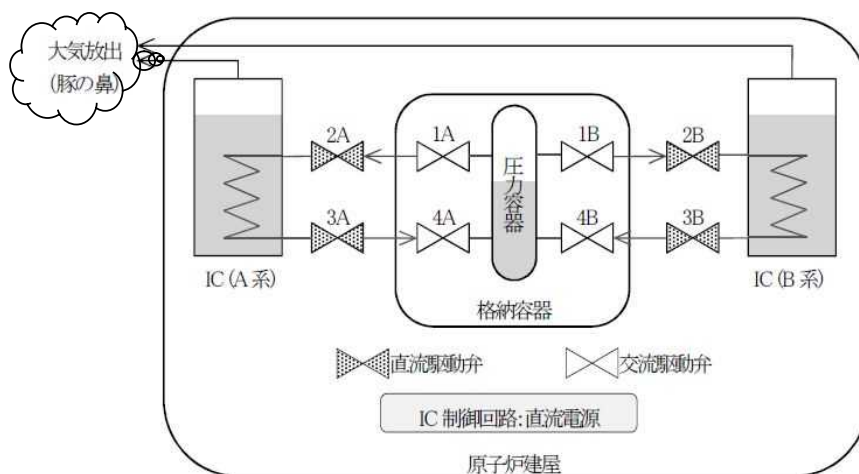 大気放出
(豚の鼻)
2A
1A
1B
2B
圧力容器
3A
4A
4B
3B
IC (A 系)
IC (B 系)
格納容器
直流駆動弁
交流駆動弁
IC 制御回路: 直流電源
原子炉建屋